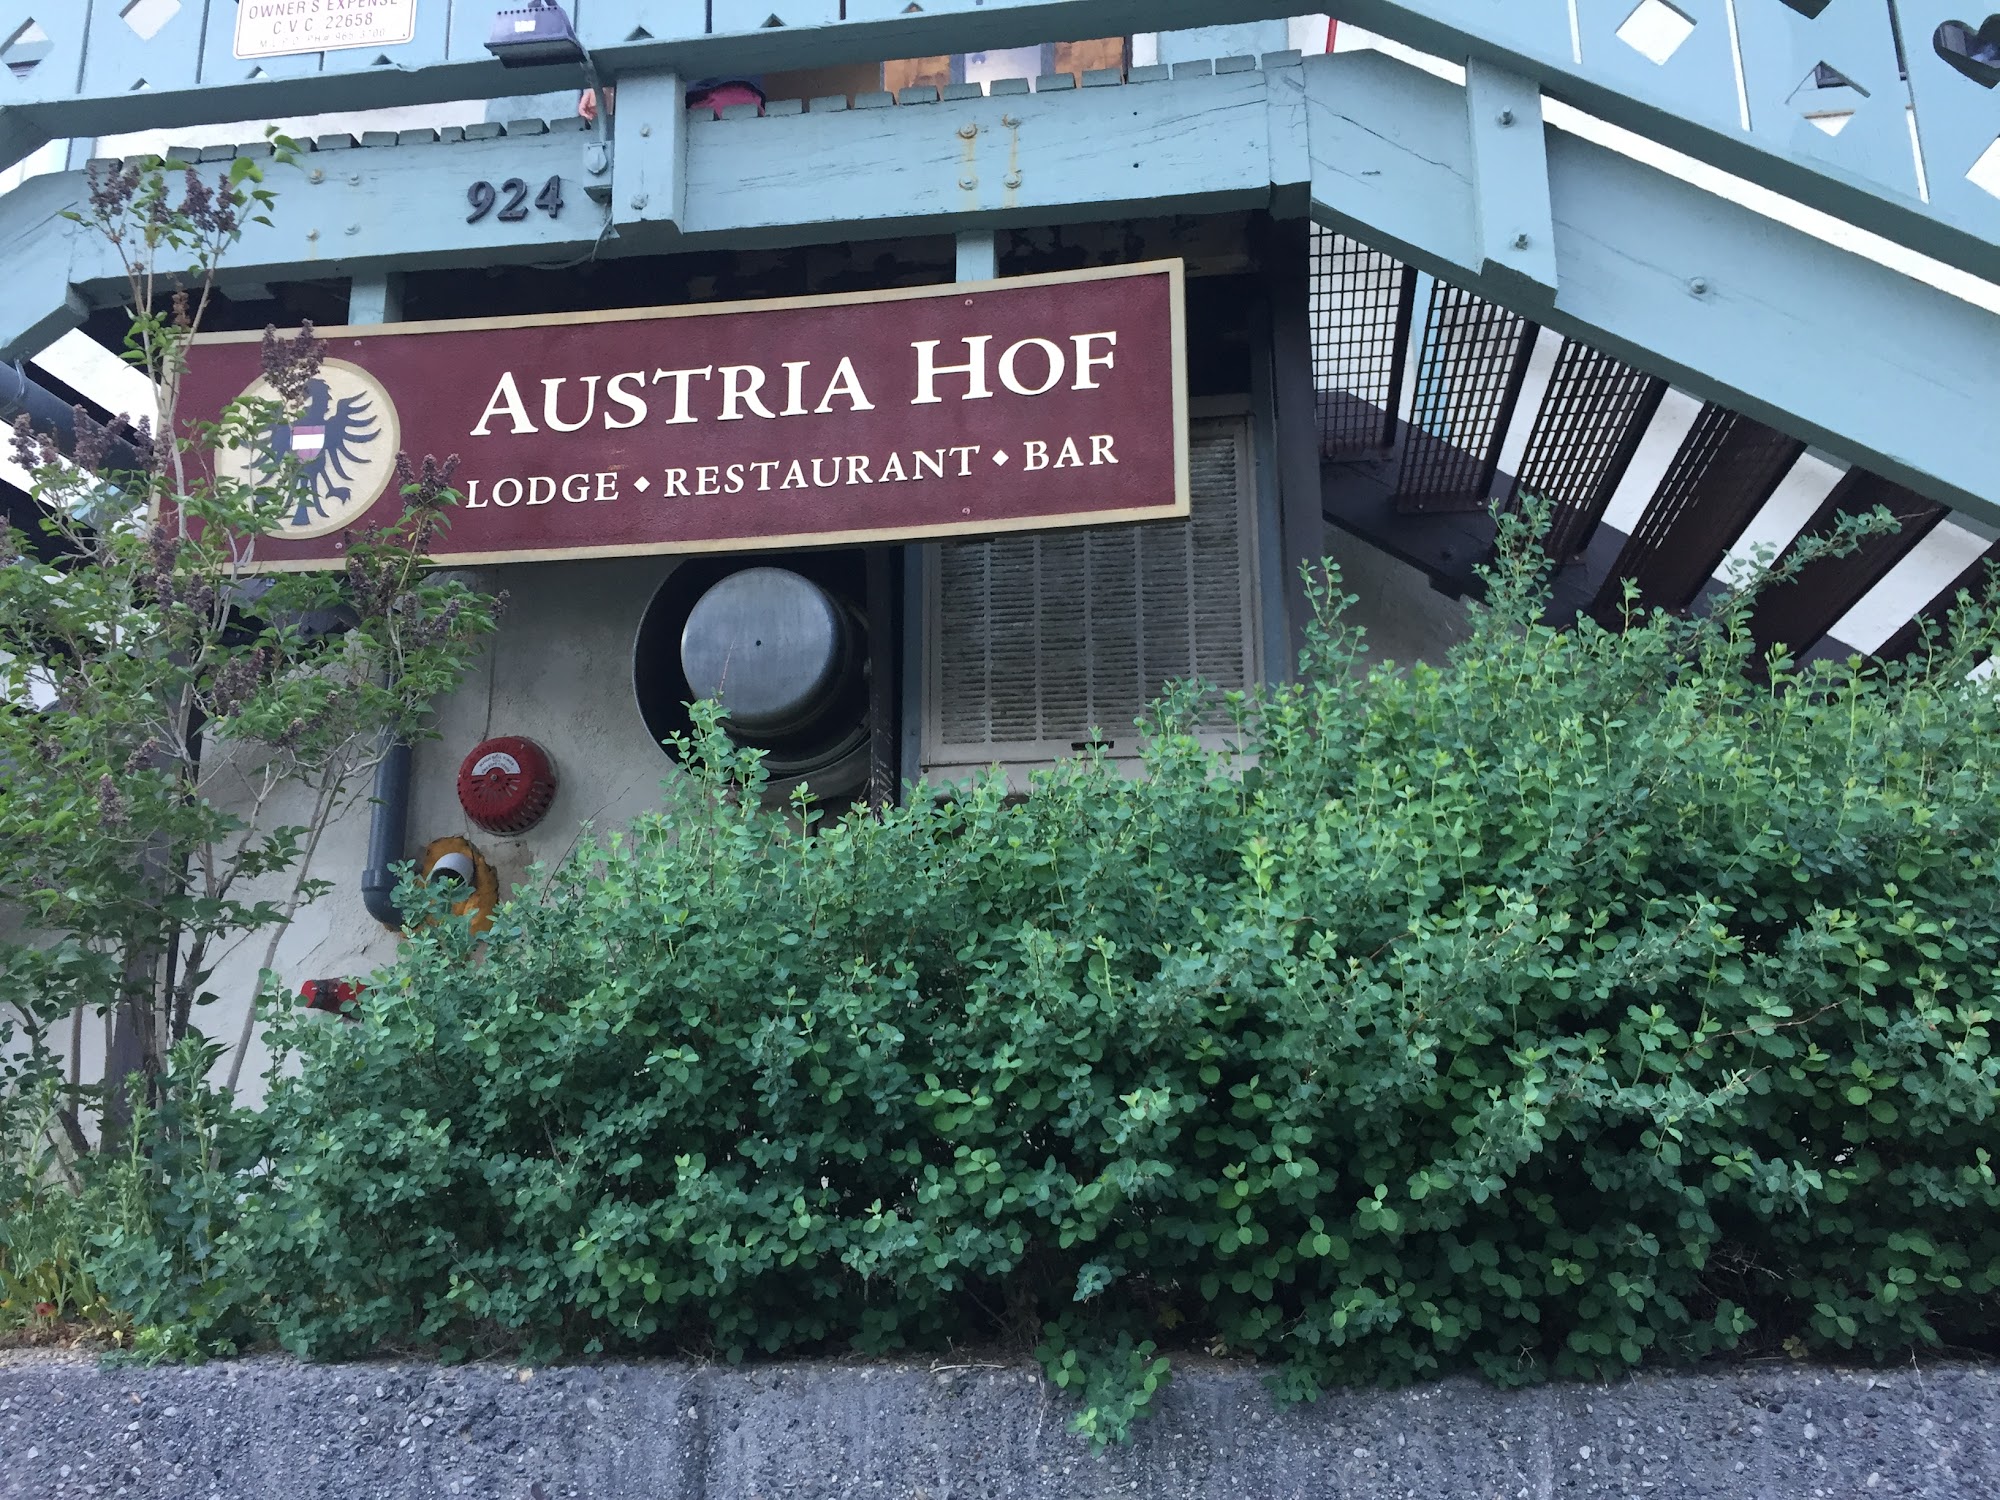 OWNER'S EXPENSE
CVC 22658
924
AUSTRIA HOF
LODGE ◆ RESTAURANT ◆ BAR